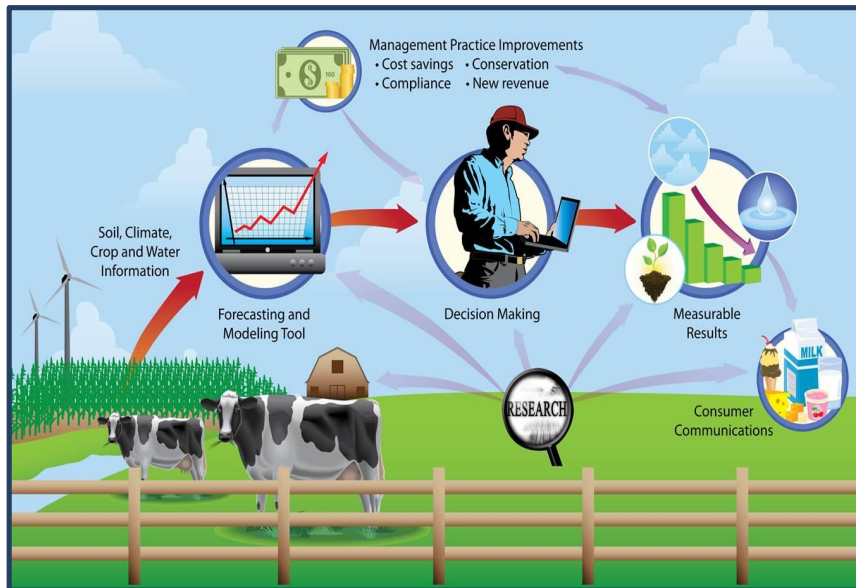 Management Practice Improvements
• Cost savings • Conservation
• Compliance • New revenue
100
Soil, Climate,
Crop and Water
Information
Forecasting and
Modeling Tool
Decision Making
Measurable
Results
MILK
RESEARCH
Consumer
Communications